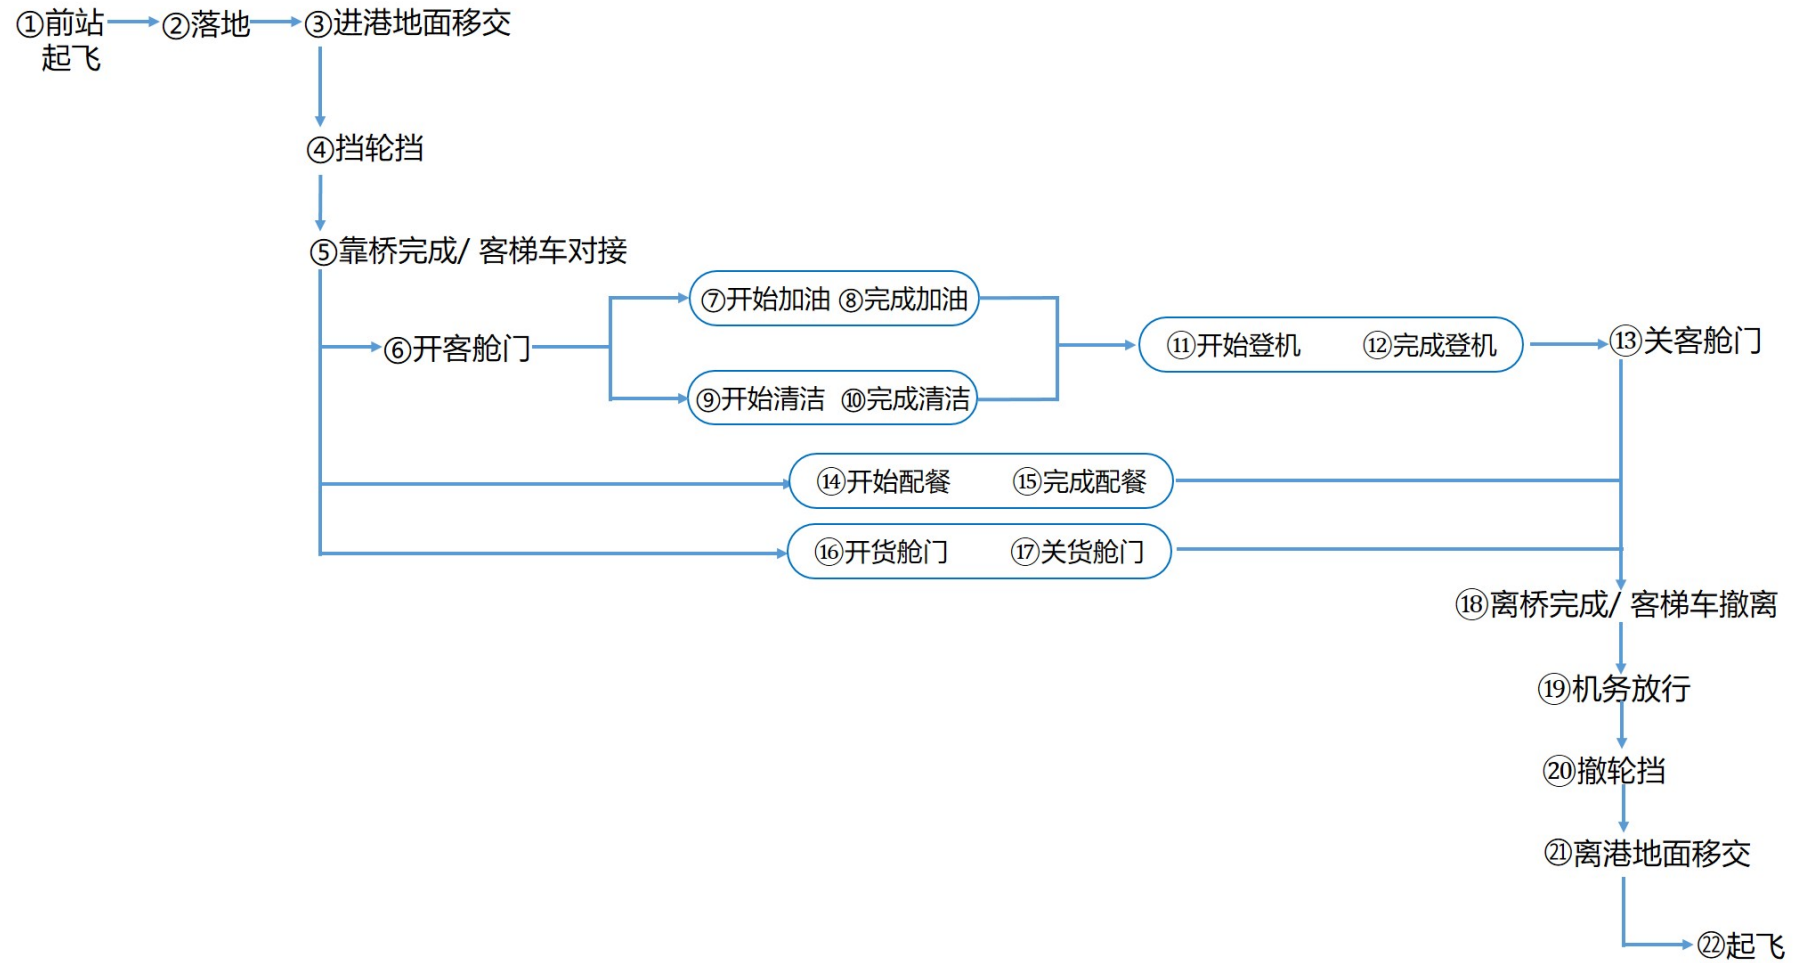 ①前站
起飞
②落地
③进港地面移交
④挡轮挡
⑤靠桥完成/ 客梯车对接
⑥开客舱门
⑦开始加油 ⑧完成加油
⑨开始清洁 ⑩完成清洁
⑪开始登机 ⑫完成登机
⑬关客舱门
⑭开始配餐 ⑮完成配餐
⑯开货舱门 ⑰关货舱门
⑱离桥完成/ 客梯车撤离
⑲机务放行
⑳撤轮挡
㉑离港地面移交
㉒起飞